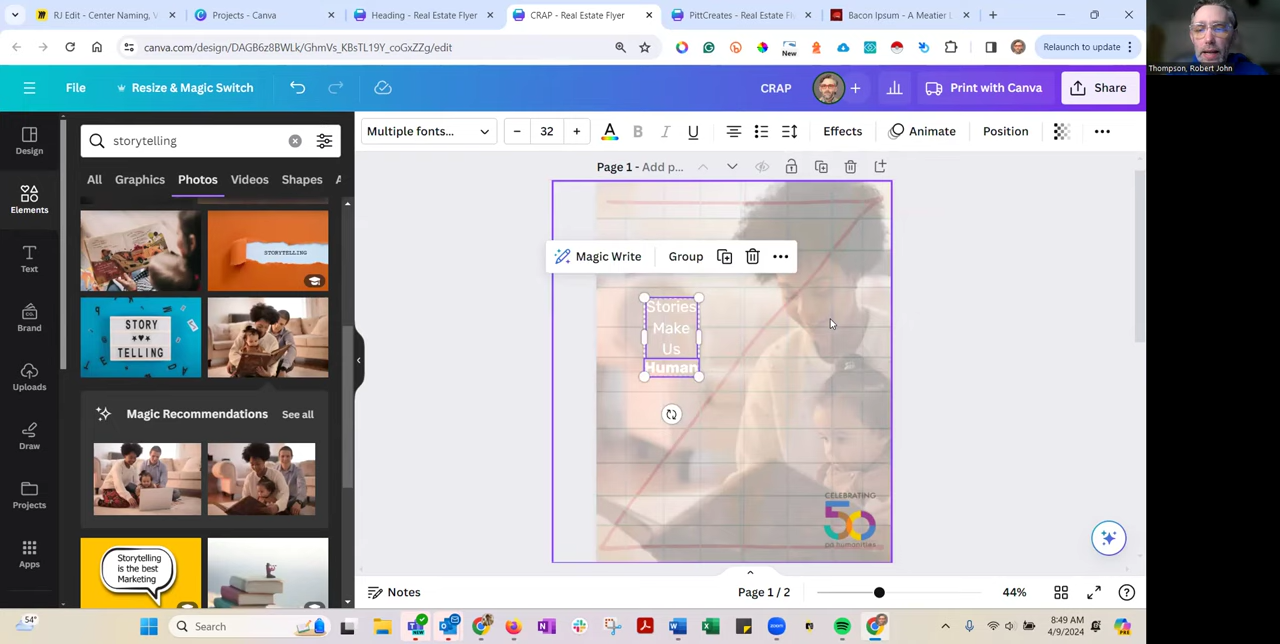 RJ Edit - Center Naming, V
Projects - Canva
Heading - Real Estate Flyer
CRAP - Real Estate Flyer
PittCreates - Real Estate Fl
Bacon Ipsum - A Meatier L
canva.com/design/DAGB6z8BWLk/GhmVs_KBsTL19Y_coGxZZg/edit
New
Relaunch to update
Thompson, Robert John
File
Resize & Magic Switch
CRAP
Print with Canva
Share
storytelling
Multiple fonts...
32
A
B
I
U
Effects
Animate
Position
Design
Elements
Text
Brand
Uploads
Draw
Projects
Apps
All
Graphics
Photos
Videos
Shapes
A
STORYTELLING
STORY
TELLING
Magic Recommendations
See all
Storytelling
is the best
Marketing
Page 1 - Add p...
Magic Write
Group
Stories
Make
Us
Human
CELEBRATING
50
pa humanities
Notes
Page 1 / 2
44%
54°
Search
8:49 AM
4/9/2024